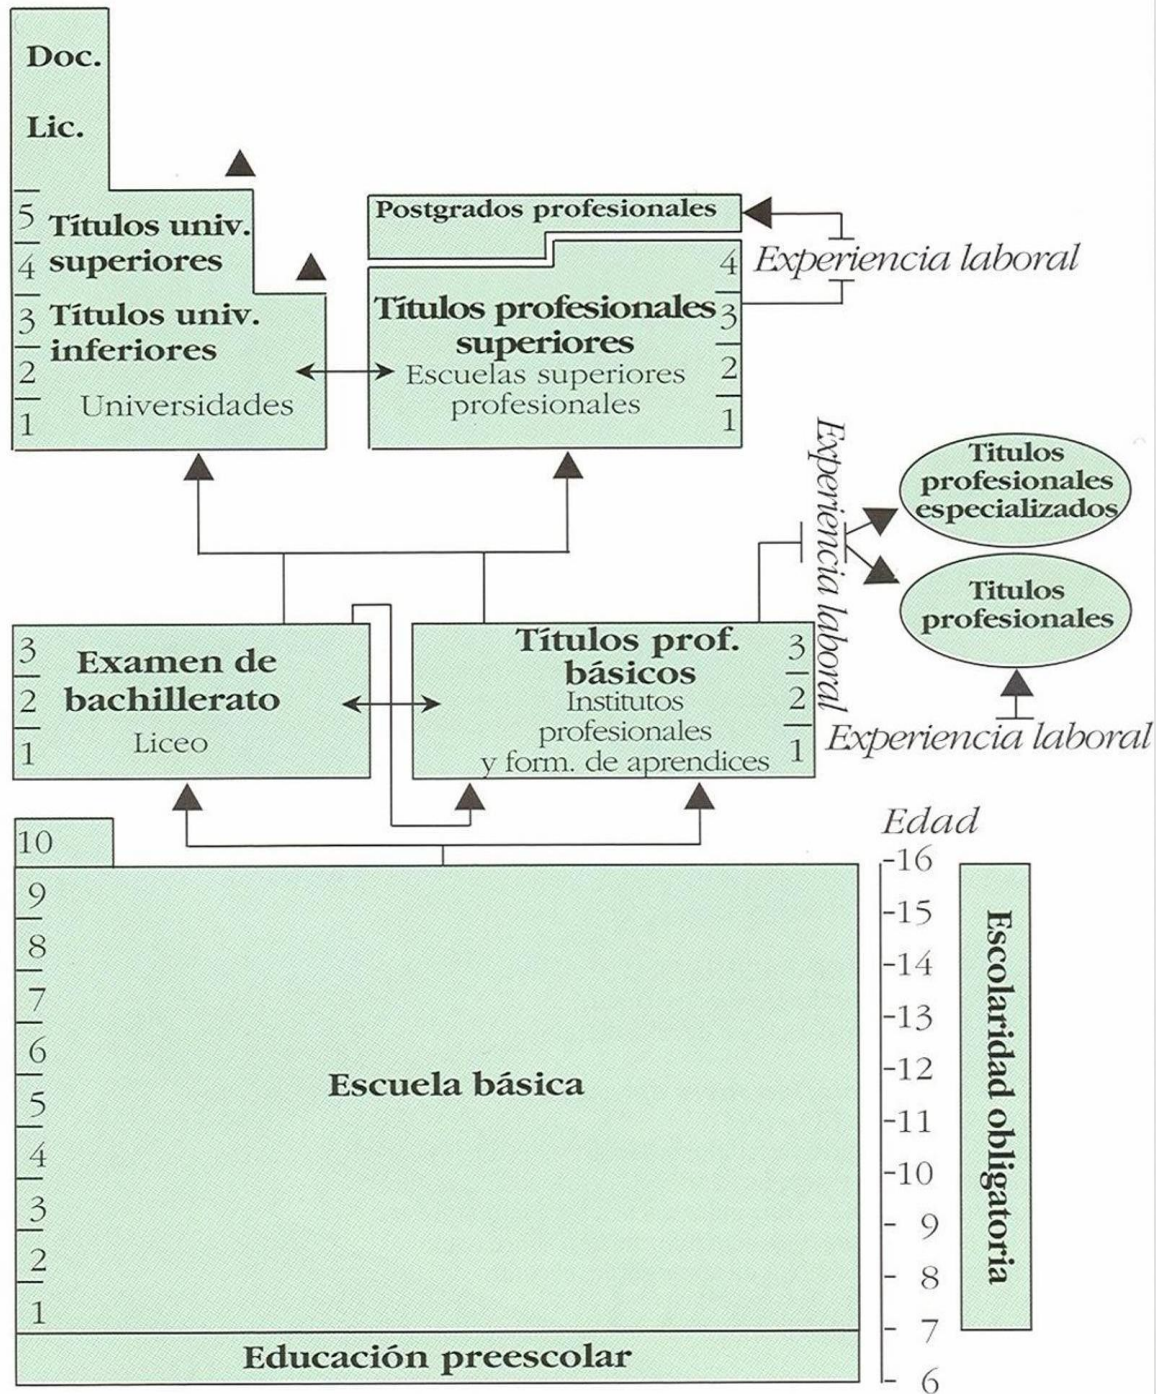 Doc.
Lic.
5
4
3
2
1
Títulos univ.
superiores
Títulos univ.
inferiores
Universidades
Postgrados profesionales
4
3
2
1
Títulos profesionales
superiores
Escuelas superiores
profesionales
Experiencia laboral
Experiencia laboral
Titulos
profesionales
especializados
Titulos
profesionales
Experiencia laboral
3
2
1
Examen de
bachillerato
Liceo
Títulos prof.
básicos
Institutos
profesionales
y form. de aprendices
3
2
1
10
9
8
7
6
5
4
3
2
1
Escuela básica
Educación preescolar
Edad
-16
-15
-14
-13
-12
-11
-10
- 9
- 8
- 7
- 6
Escolaridad obligatoria